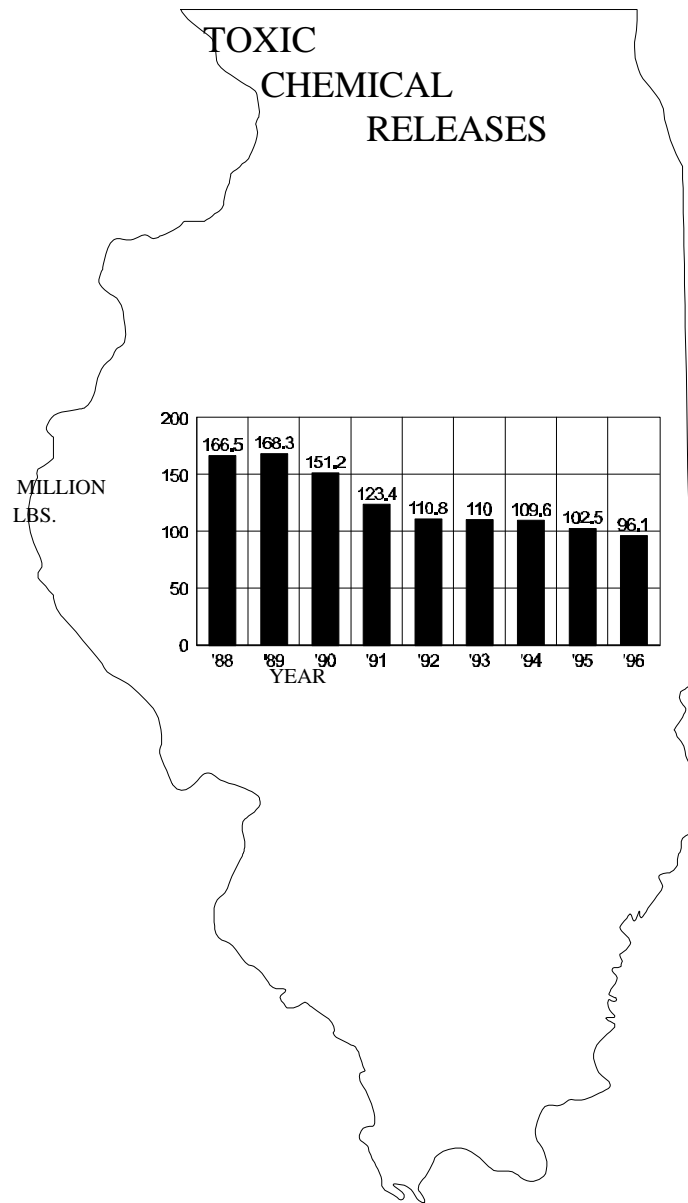 TOXIC
CHEMICAL
RELEASES
200
166.5 168.3 151.2 123.4 110.8 110 109.6 102.5 96.1
150
MILLION
LBS.
100
50
0
'88 '89 '90 '91 '92 '93 '94 '95 '96
YEAR